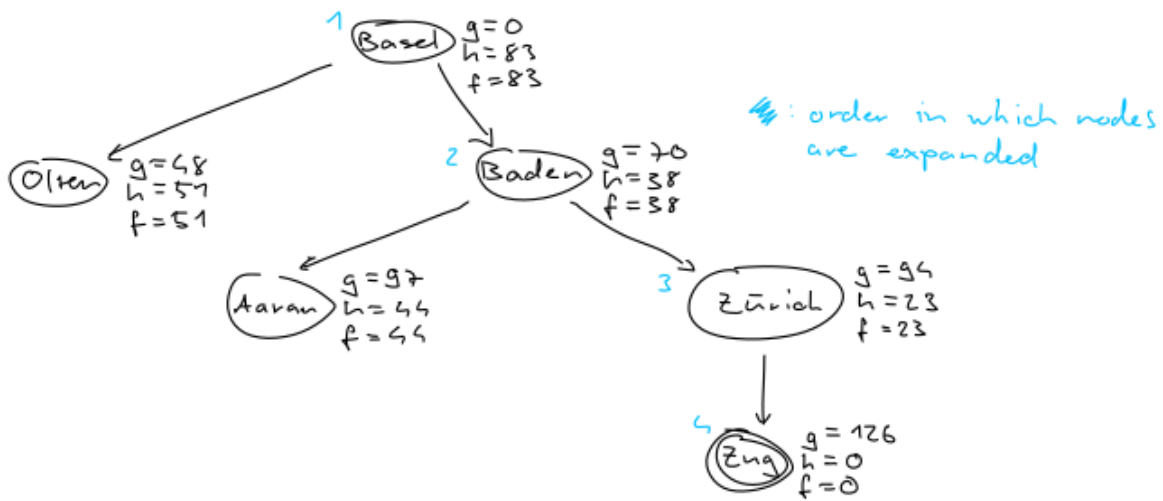 1
Basel
g=0
h=83
f=83
: order in which nodes
are expanded
Olten
g=48
h=51
f=51
2
Baden
g=70
h=38
f=38
Aarau
g=97
h=44
f=44
3
Zürich
g=94
h=23
f=23
4
Zug
g=126
h=0
f=0